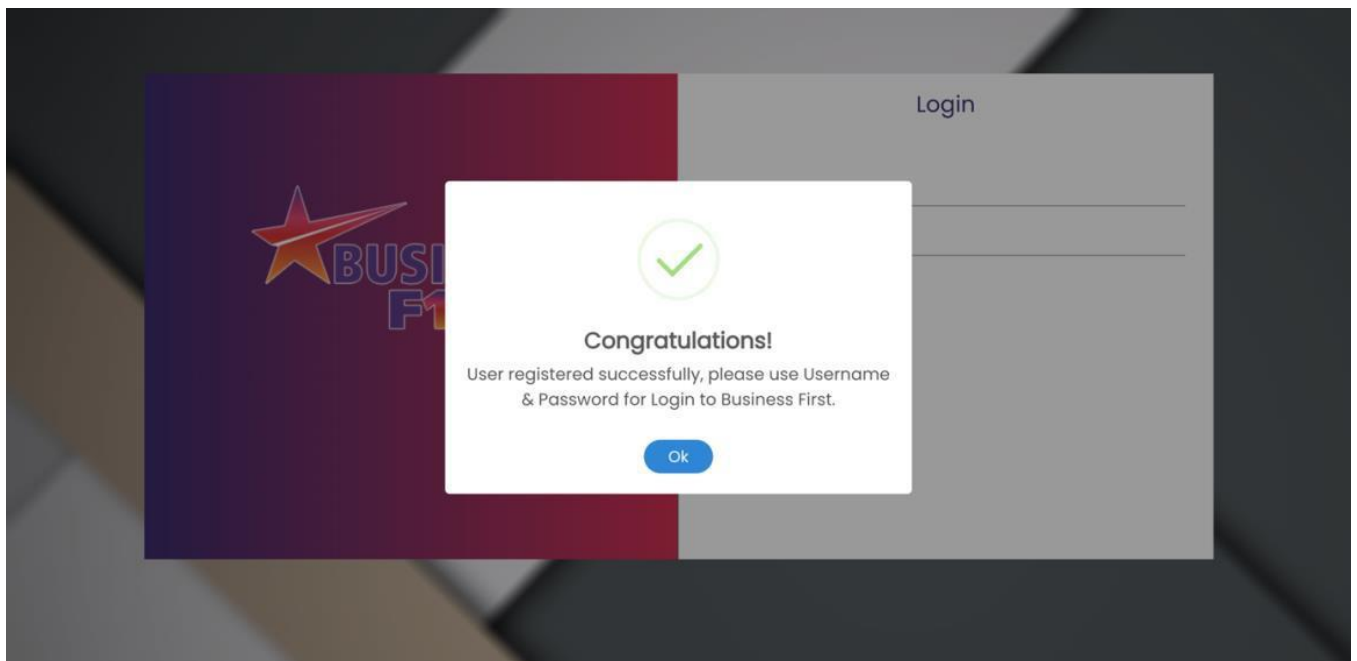 Login
BUSI
F1
Congratulations!
User registered successfully, please use Username
& Password for Login to Business First.
Ok